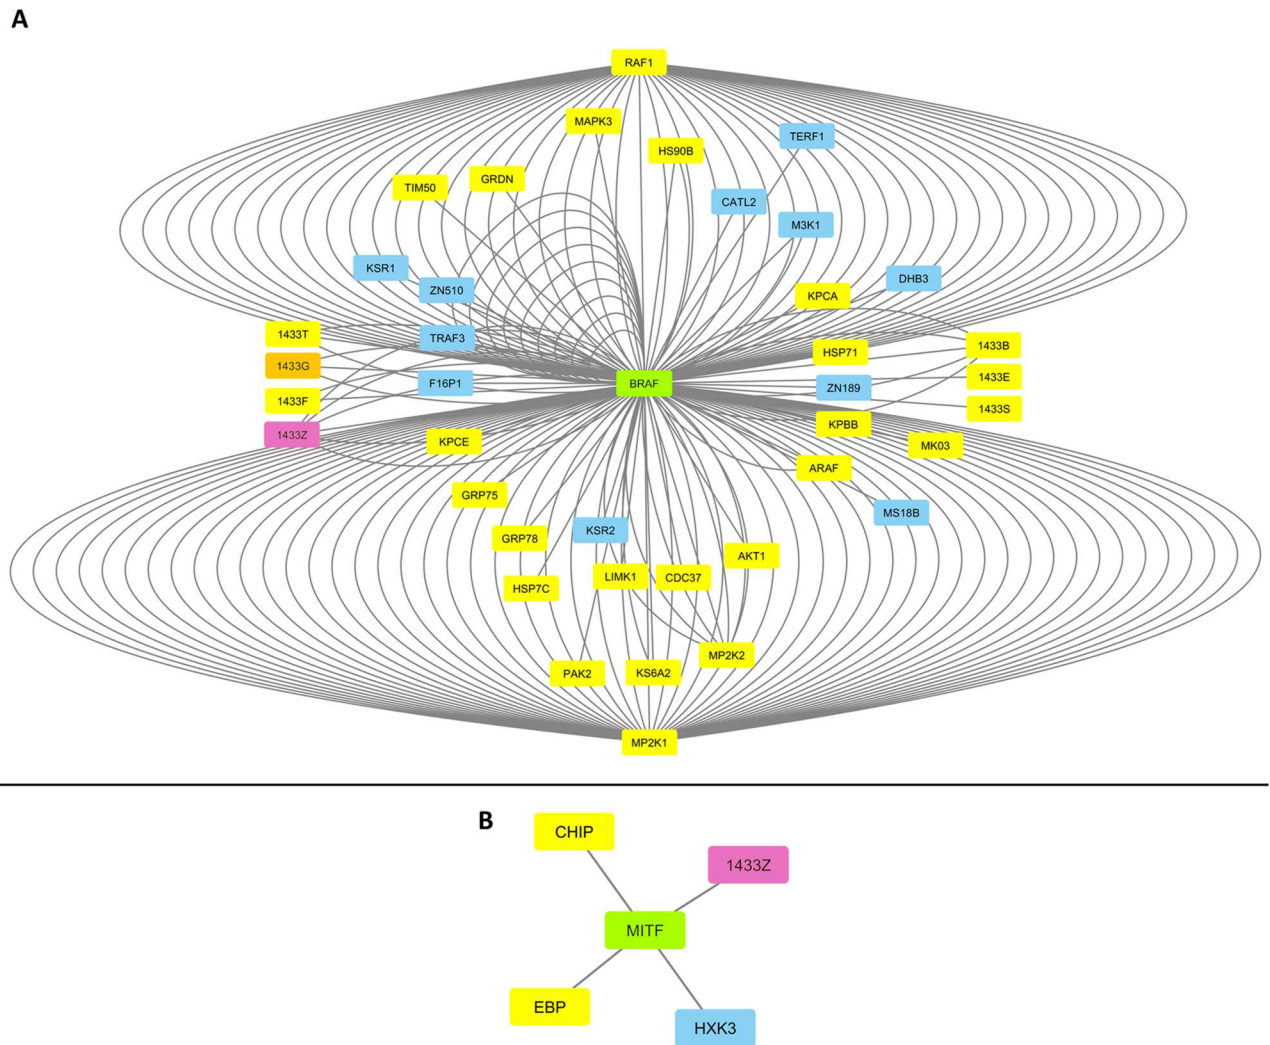 A
RAF1
MAPK3
TERF1
HS90B
GRDN
TIM50
CATL2
M3K1
KSR1
DHB3
ZN510
KPCA
1433T
TRAF3
1433B
HSP71
1433G
1433E
F16P1
BRAF
ZN189
1433F
1433S
KPBB
1433Z
KPCE
MK03
ARAF
GRP75
MS18B
KSR2
GRP78
AKT1
LIMK1
CDC37
HSP7C
MP2K2
PAK2
KS6A2
MP2K1
B
CHIP
1433Z
MITF
EBP
HXK3